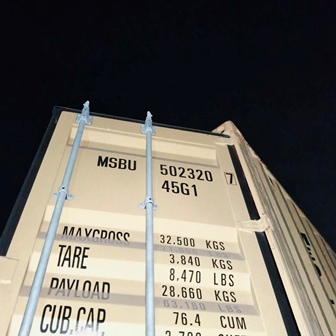 MSBU 502320 7
45G1
MAXGROSS 32.500 KGS
TARE 3.840 KGS
8.470 LBS
PAYLOAD 28.660 KGS
63.180 LBS
CUB.CAP. 76.4 CUM